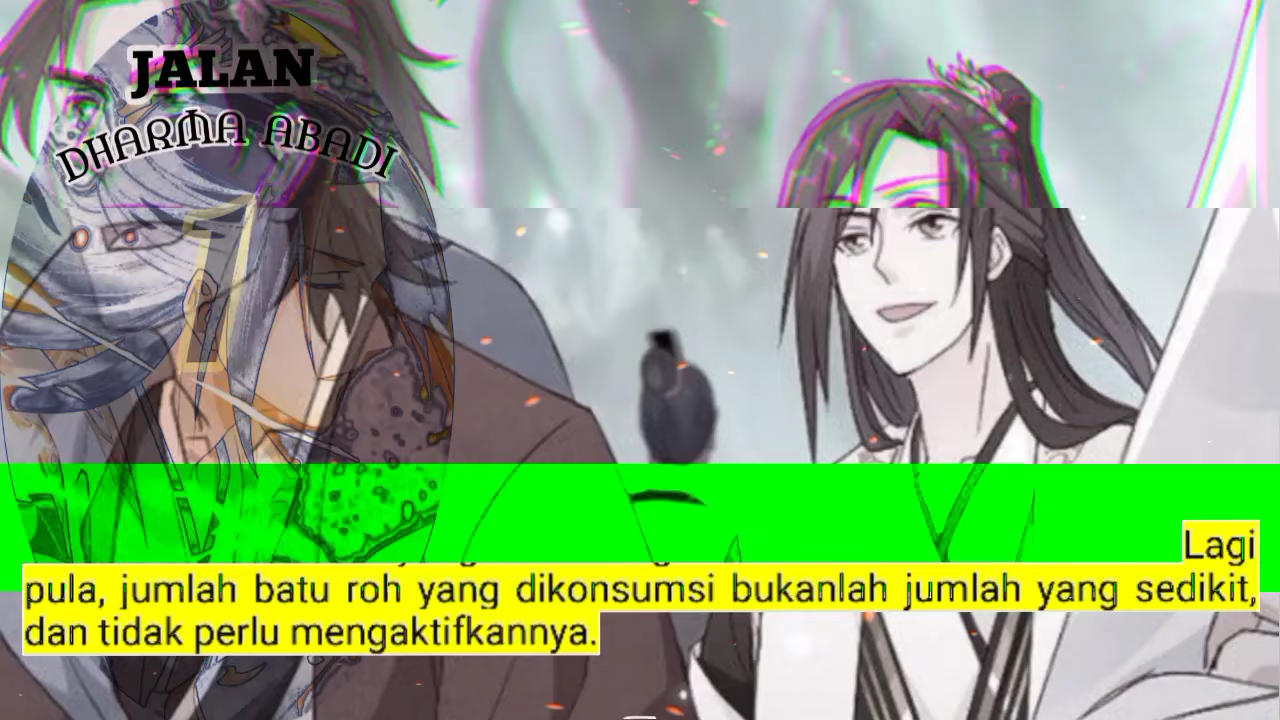 JALAN
DHARMA ABADI
Lagi
pula, jumlah batu roh yang dikonsumsi bukanlah jumlah yang sedikit,
dan tidak perlu mengaktifkannya.